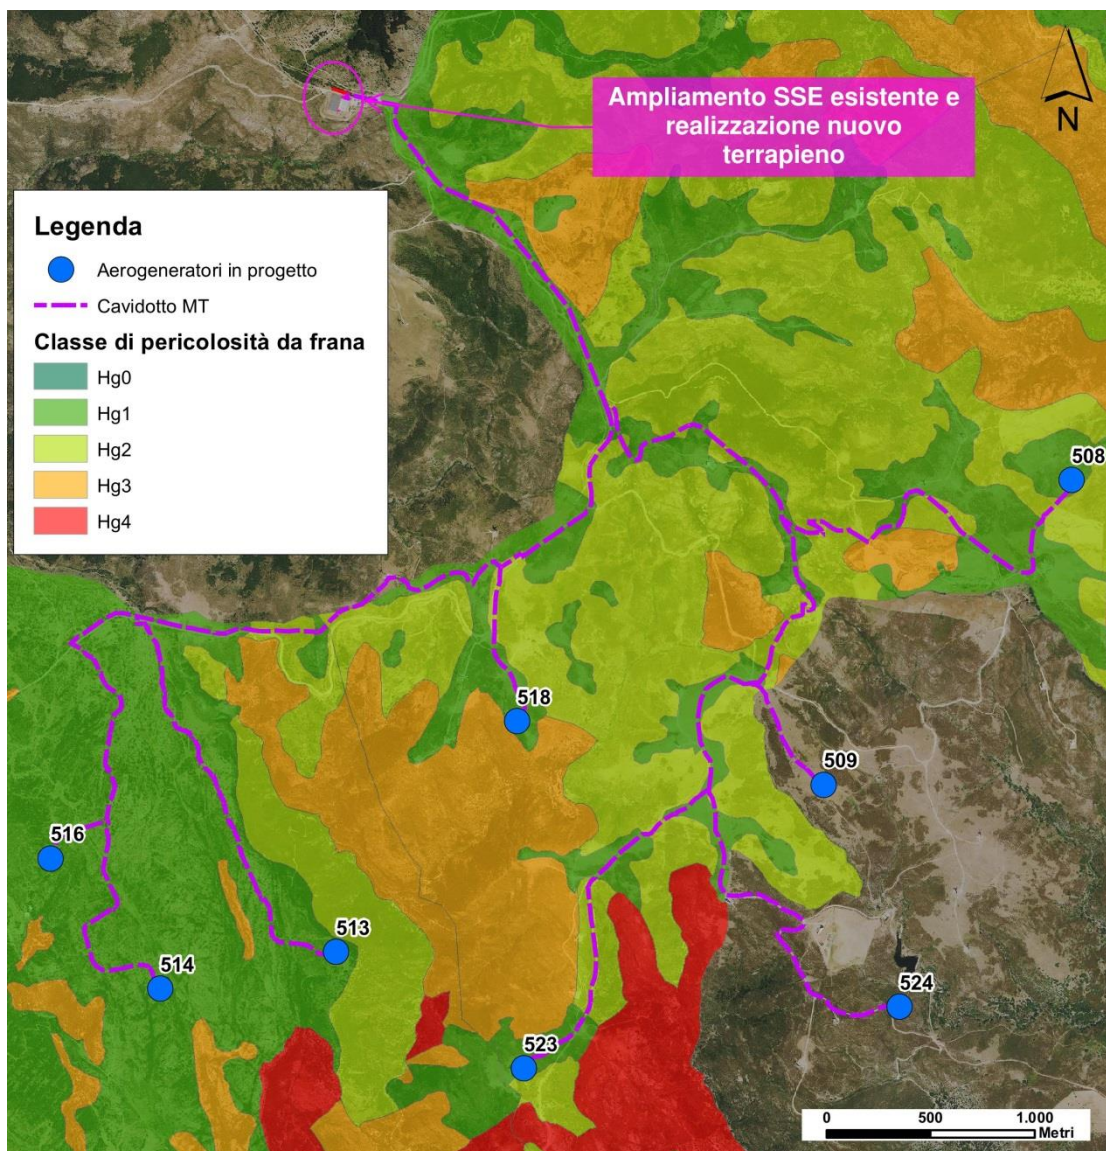 Ampliamento SSE esistente e
realizzazione nuovo
terrapieno
N
Legenda
Aerogeneratori in progetto
Cavidotto MT
Classe di pericolosità da frana
Hg0
Hg1
Hg2
Hg3
Hg4
508
518
509
516
513
514
524
523
0 500 1.000
Metri